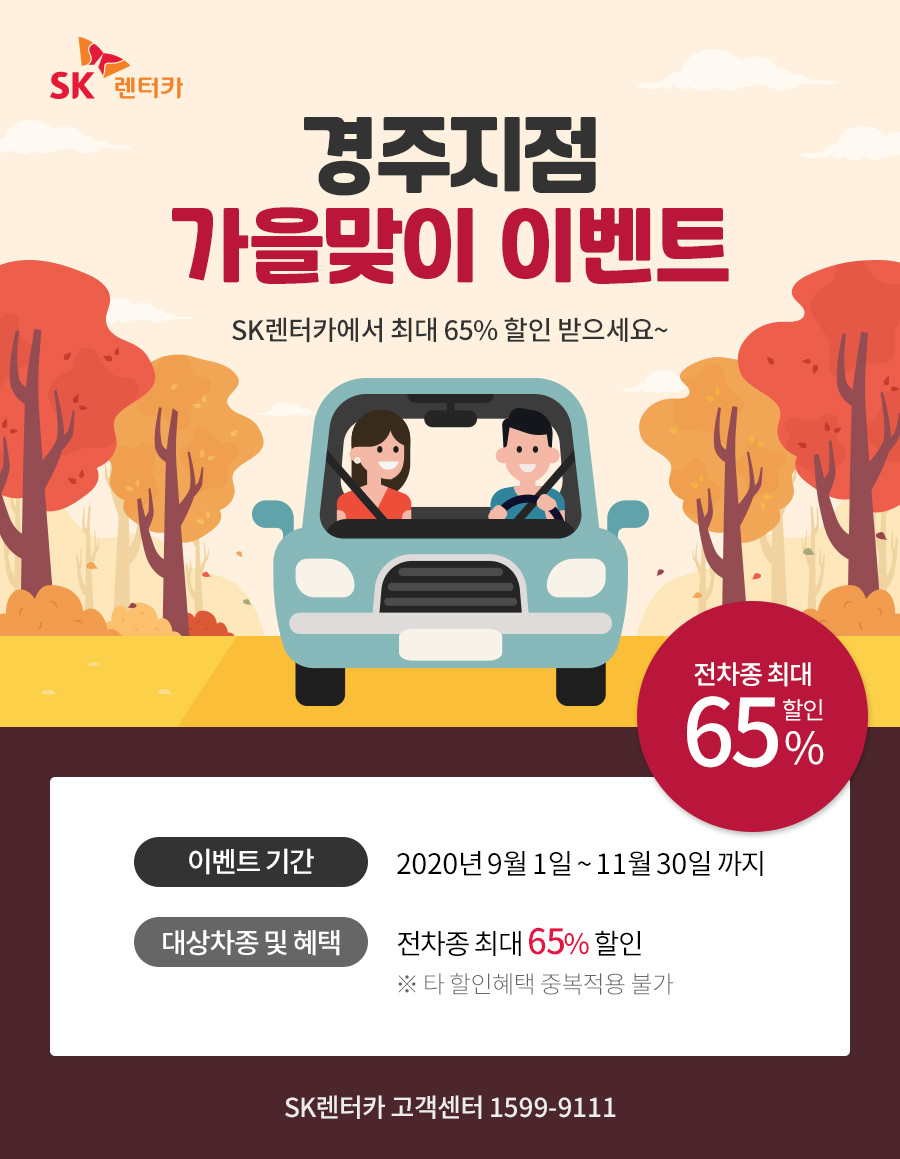 SK 렌터카
경주지점
가을맞이 이벤트
SK렌터카에서 최대 65% 할인 받으세요~
전차종 최대
65% 할인
이벤트 기간
2020년 9월 1일 ~ 11월 30일 까지
대상차종 및 혜택
전차종 최대 65% 할인
※ 타 할인혜택 중복적용 불가
SK렌터카 고객센터 1599-9111